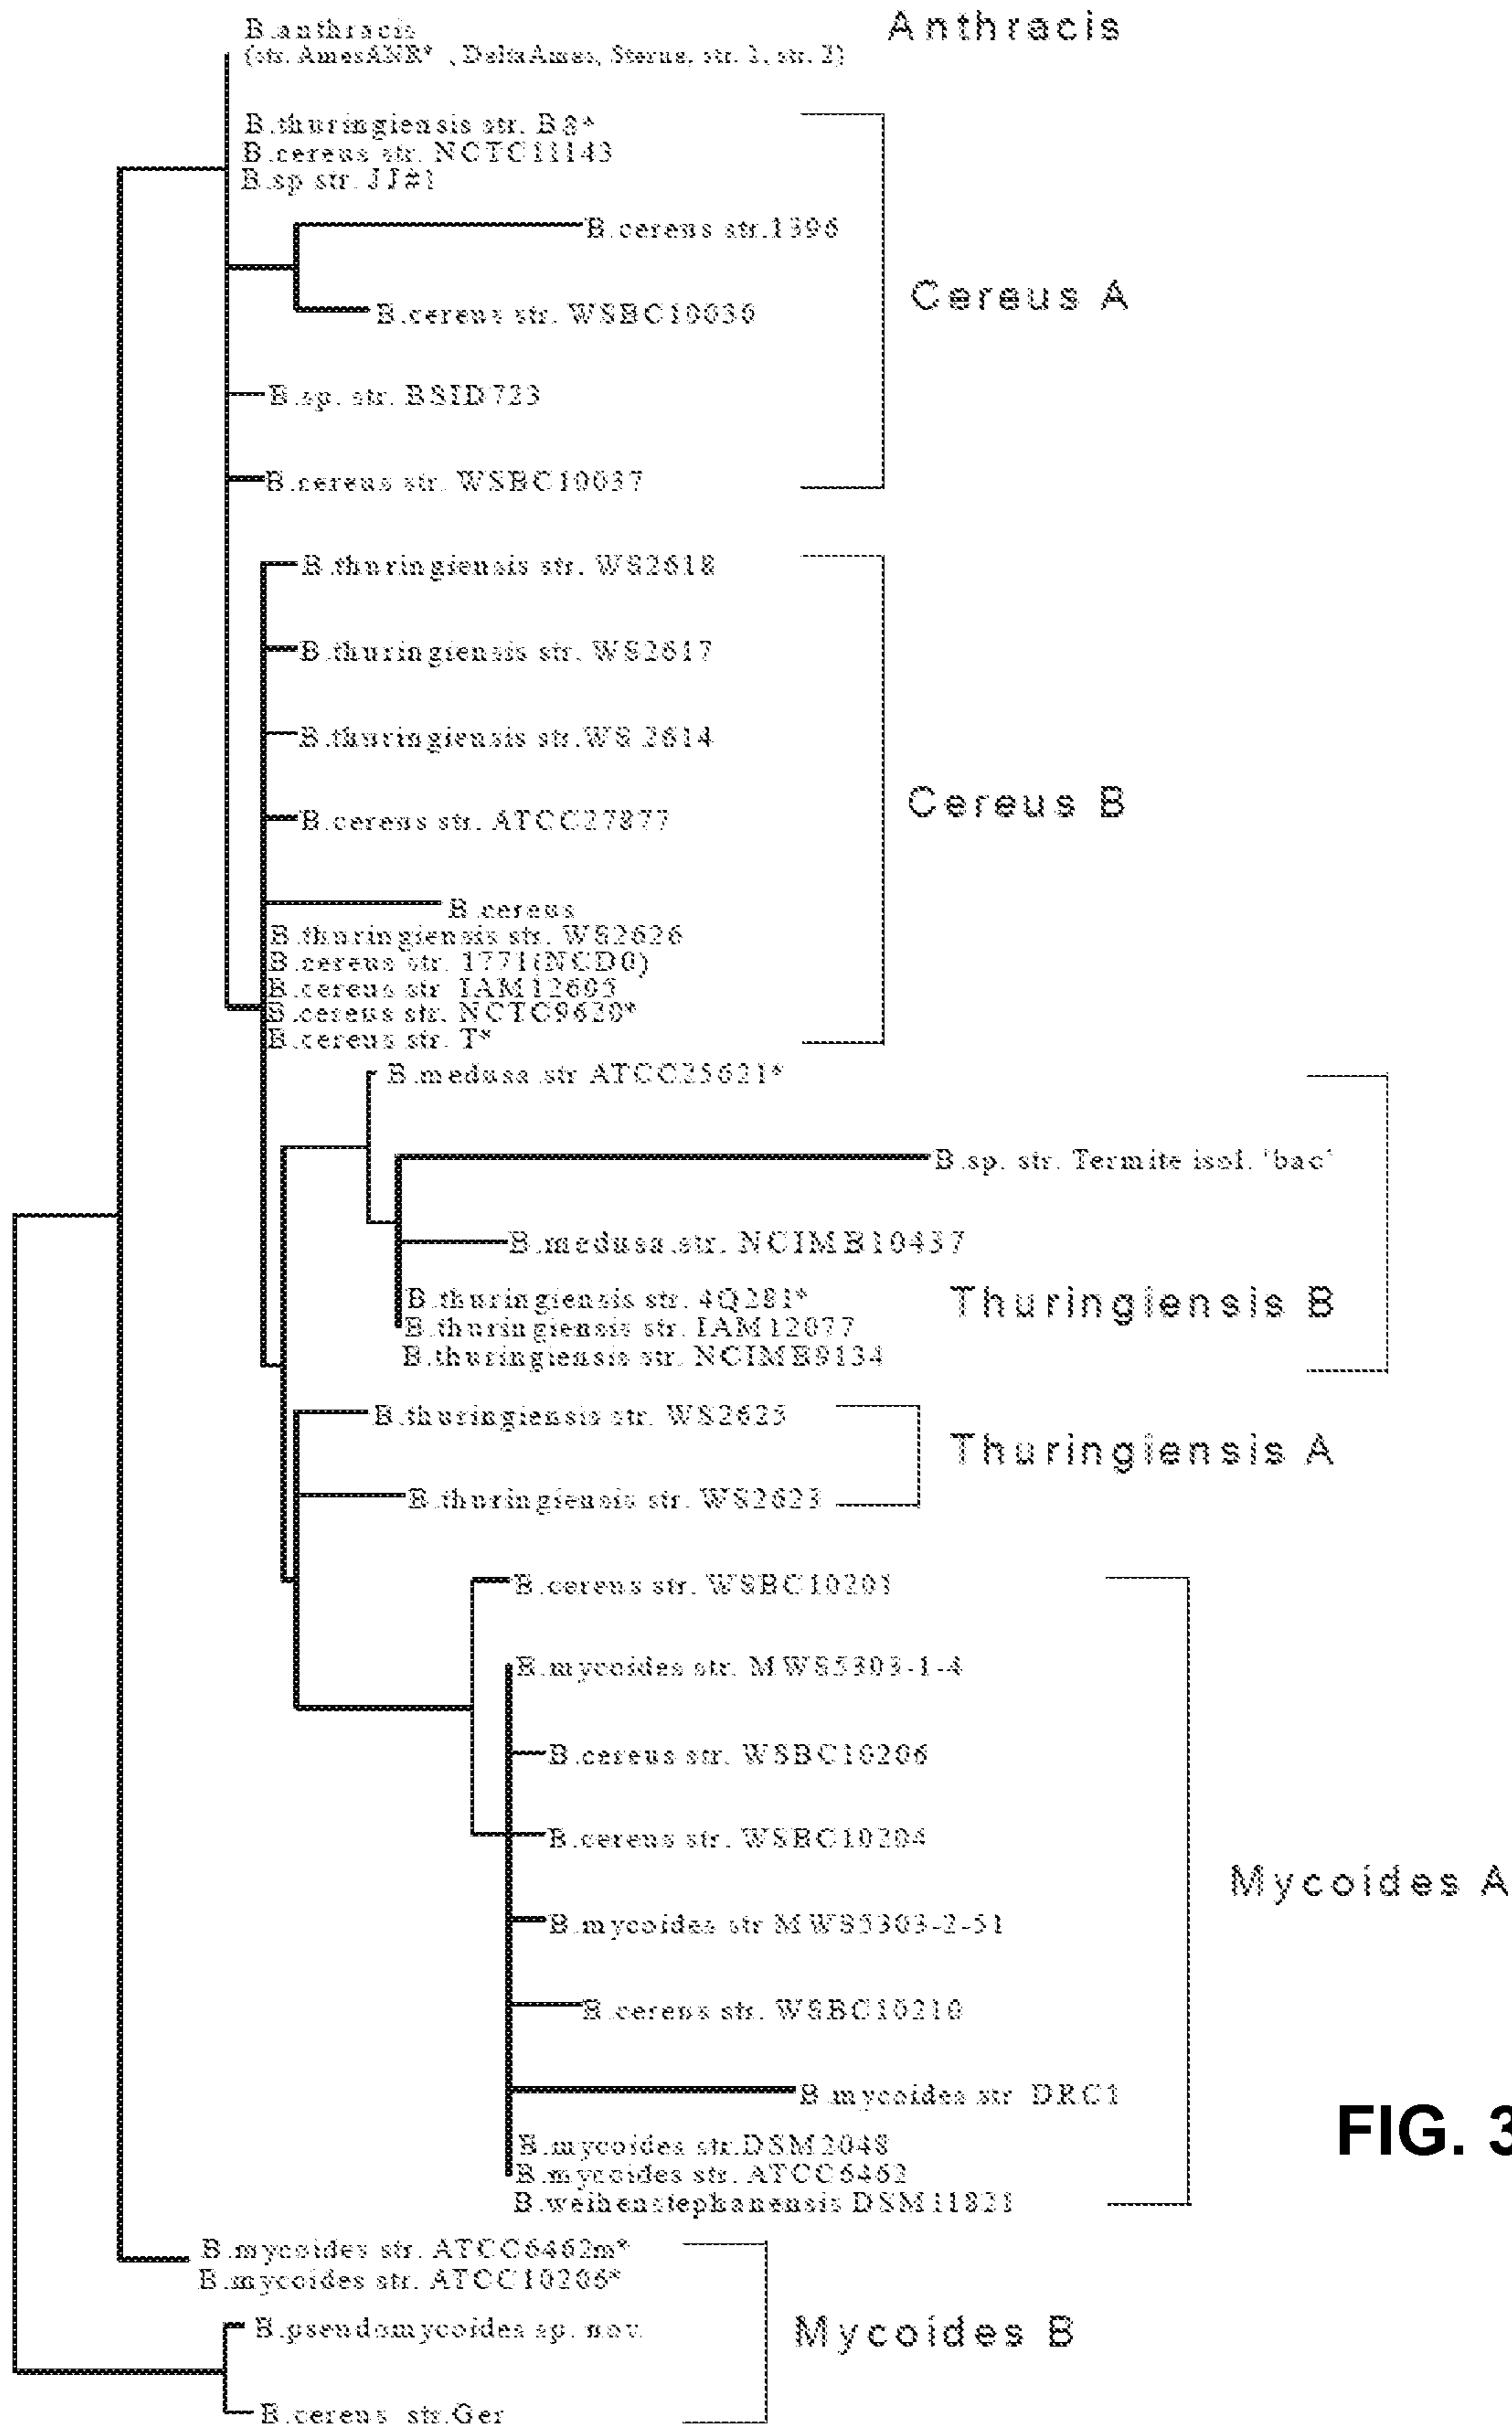 B.anthracis
(str. AmesANR* , DeltaAmes, Sterne, str. 1, str. 2)
Anthracis
B.thuringiensis str. B8*
B.cereus str. NCTC11143
B.sp str. JJ#1
B.cereus str.1396
B.cereus str. WSBC10030
Cereus A
B.sp. str. BSID723
B.cereus str. WSBC10037
B.thuringiensis str. WS2618
B.thuringiensis str. WS2617
B.thuringiensis str.WS 2614
B.cereus str. ATCC27877
Cereus B
B.cereus
B.thuringiensis str. WS2626
B.cereus str. 1771(NCD0)
B.cereus str IAM12605
B.cereus str. NCTC9620*
B.cereus str. T*
B.medusa.str ATCC25621*
B.sp. str. Termite isol. 'bac'
B.medusa.str. NCIMB10437
B.thuringiensis str. 4Q281*
B.thuringiensis str. IAM12077
B.thuringiensis str. NCIMB9134
Thuringiensis B
B.thuringiensis str. WS2625
B.thuringiensis str. WS2623
Thuringiensis A
B.cereus str. WSBC10201
B.mycoides str. MWS5303-1-4
B.cereus str. WSBC10206
B.cereus str. WSBC10204
Mycoides A
B.mycoides str MWS5303-2-51
B.cereus str. WSBC10210
B.mycoides.str DRC1
FIG. 3
B.mycoides str.DSM2048
B.mycoides str. ATCC6462
B.weihenstephanensis DSM11821
B.mycoides str. ATCC6462m*
B.mycoides str. ATCC10206*
B.pseudomycoides sp. nov.
Mycoides B
B.cereus str.Ger